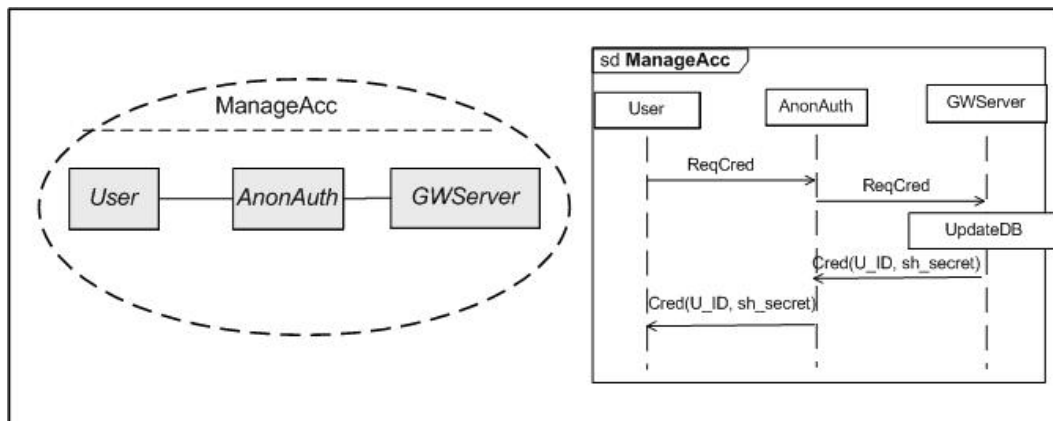 ManageAcc
User
AnonAuth
GWServer
sd ManageAcc
User
AnonAuth
GWServer
ReqCred
ReqCred
UpdateDB
Cred(U_ID, sh_secret)
Cred(U_ID, sh_secret)